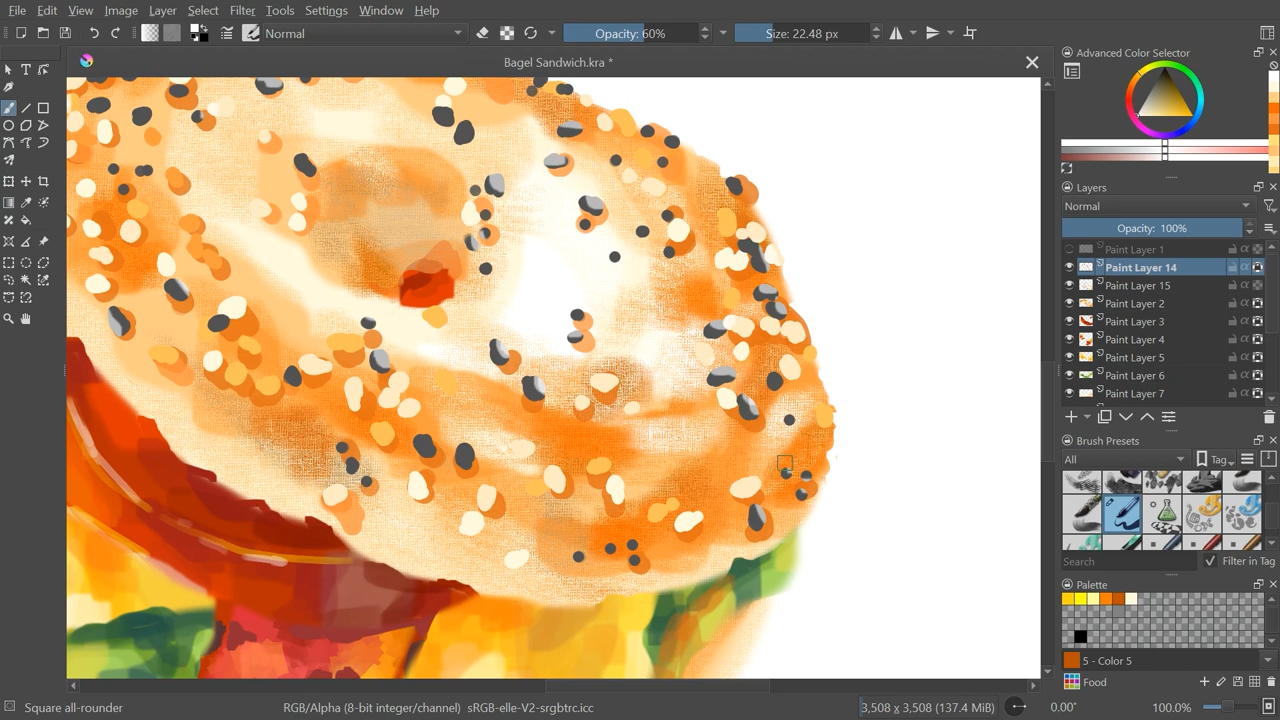 File Edit View Image Layer Select Filter Tools Settings Window Help
Normal Opacity: 60% Size: 22.48 px
Bagel Sandwich.kra *
Advanced Color Selector
Layers
Normal
Opacity: 100%
Paint Layer 1
Paint Layer 14
Paint Layer 15
Paint Layer 2
Paint Layer 3
Paint Layer 4
Paint Layer 5
Paint Layer 6
Paint Layer 7
Brush Presets
All Tag
Search Filter in Tag
Palette
5 - Color 5
Food
Square all-rounder RGB/Alpha (8-bit integer/channel) sRGB-elle-V2-srgbtrc.icc 3,508 x 3,508 (137.4 MiB) 0.00° 100.0%